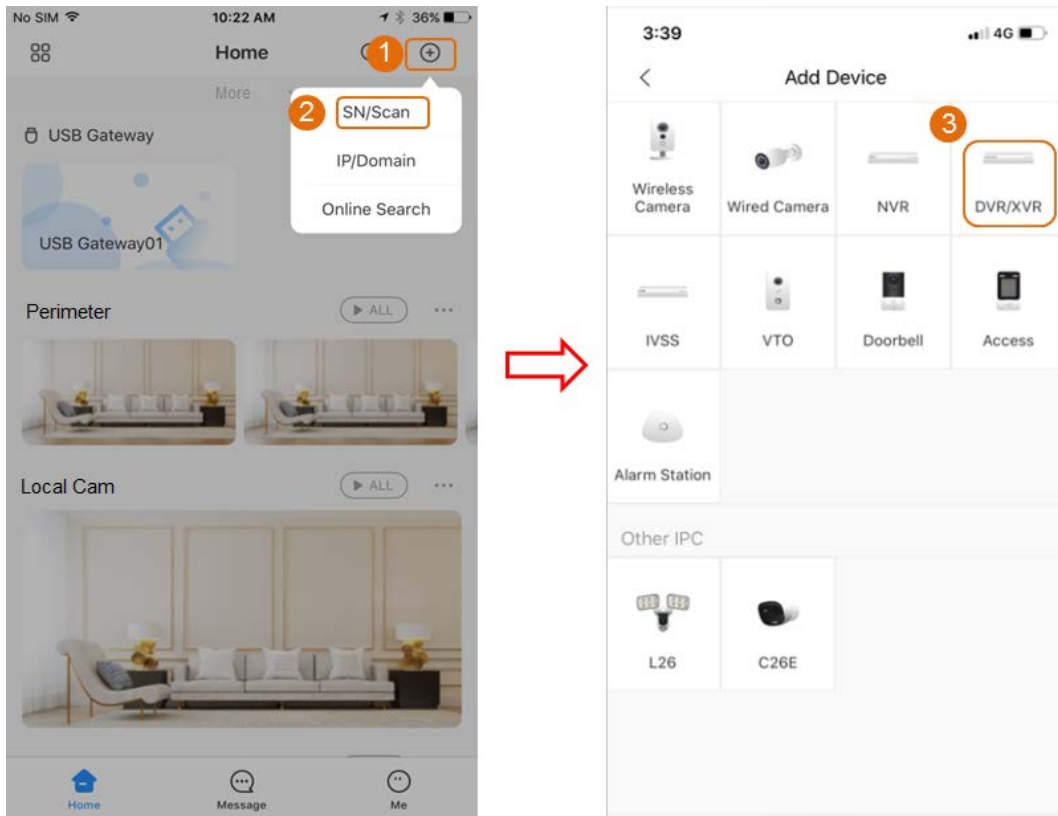 No SIM 10:22 AM 36%
Home 1
More
2 SN/Scan
IP/Domain
Online Search
USB Gateway
USB Gateway01
Perimeter ALL
Local Cam ALL
Home Message Me
3:39 4G
Add Device
3
Wireless
Camera Wired Camera NVR DVR/XVR
IVSS VTO Doorbell Access
Alarm Station
Other IPC
L26 C26E